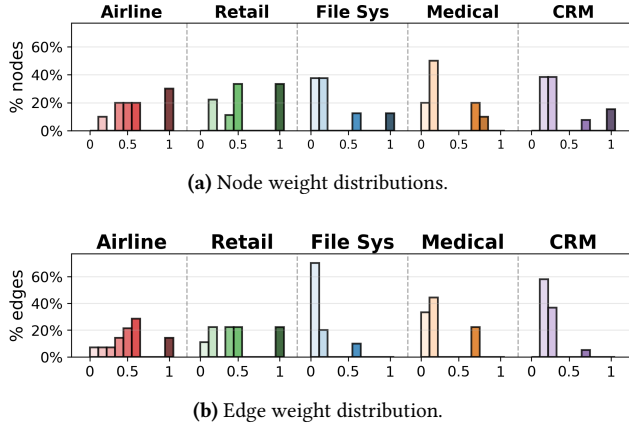 Airline Retail File Sys Medical CRM
% nodes
60%
40%
20%
0%
0 0.5 1 0 0.5 1 0 0.5 1 0 0.5 1 0 0.5 1
(a) Node weight distributions.
Airline Retail File Sys Medical CRM
% edges
60%
40%
20%
0%
0 0.5 1 0 0.5 1 0 0.5 1 0 0.5 1 0 0.5 1
(b) Edge weight distribution.